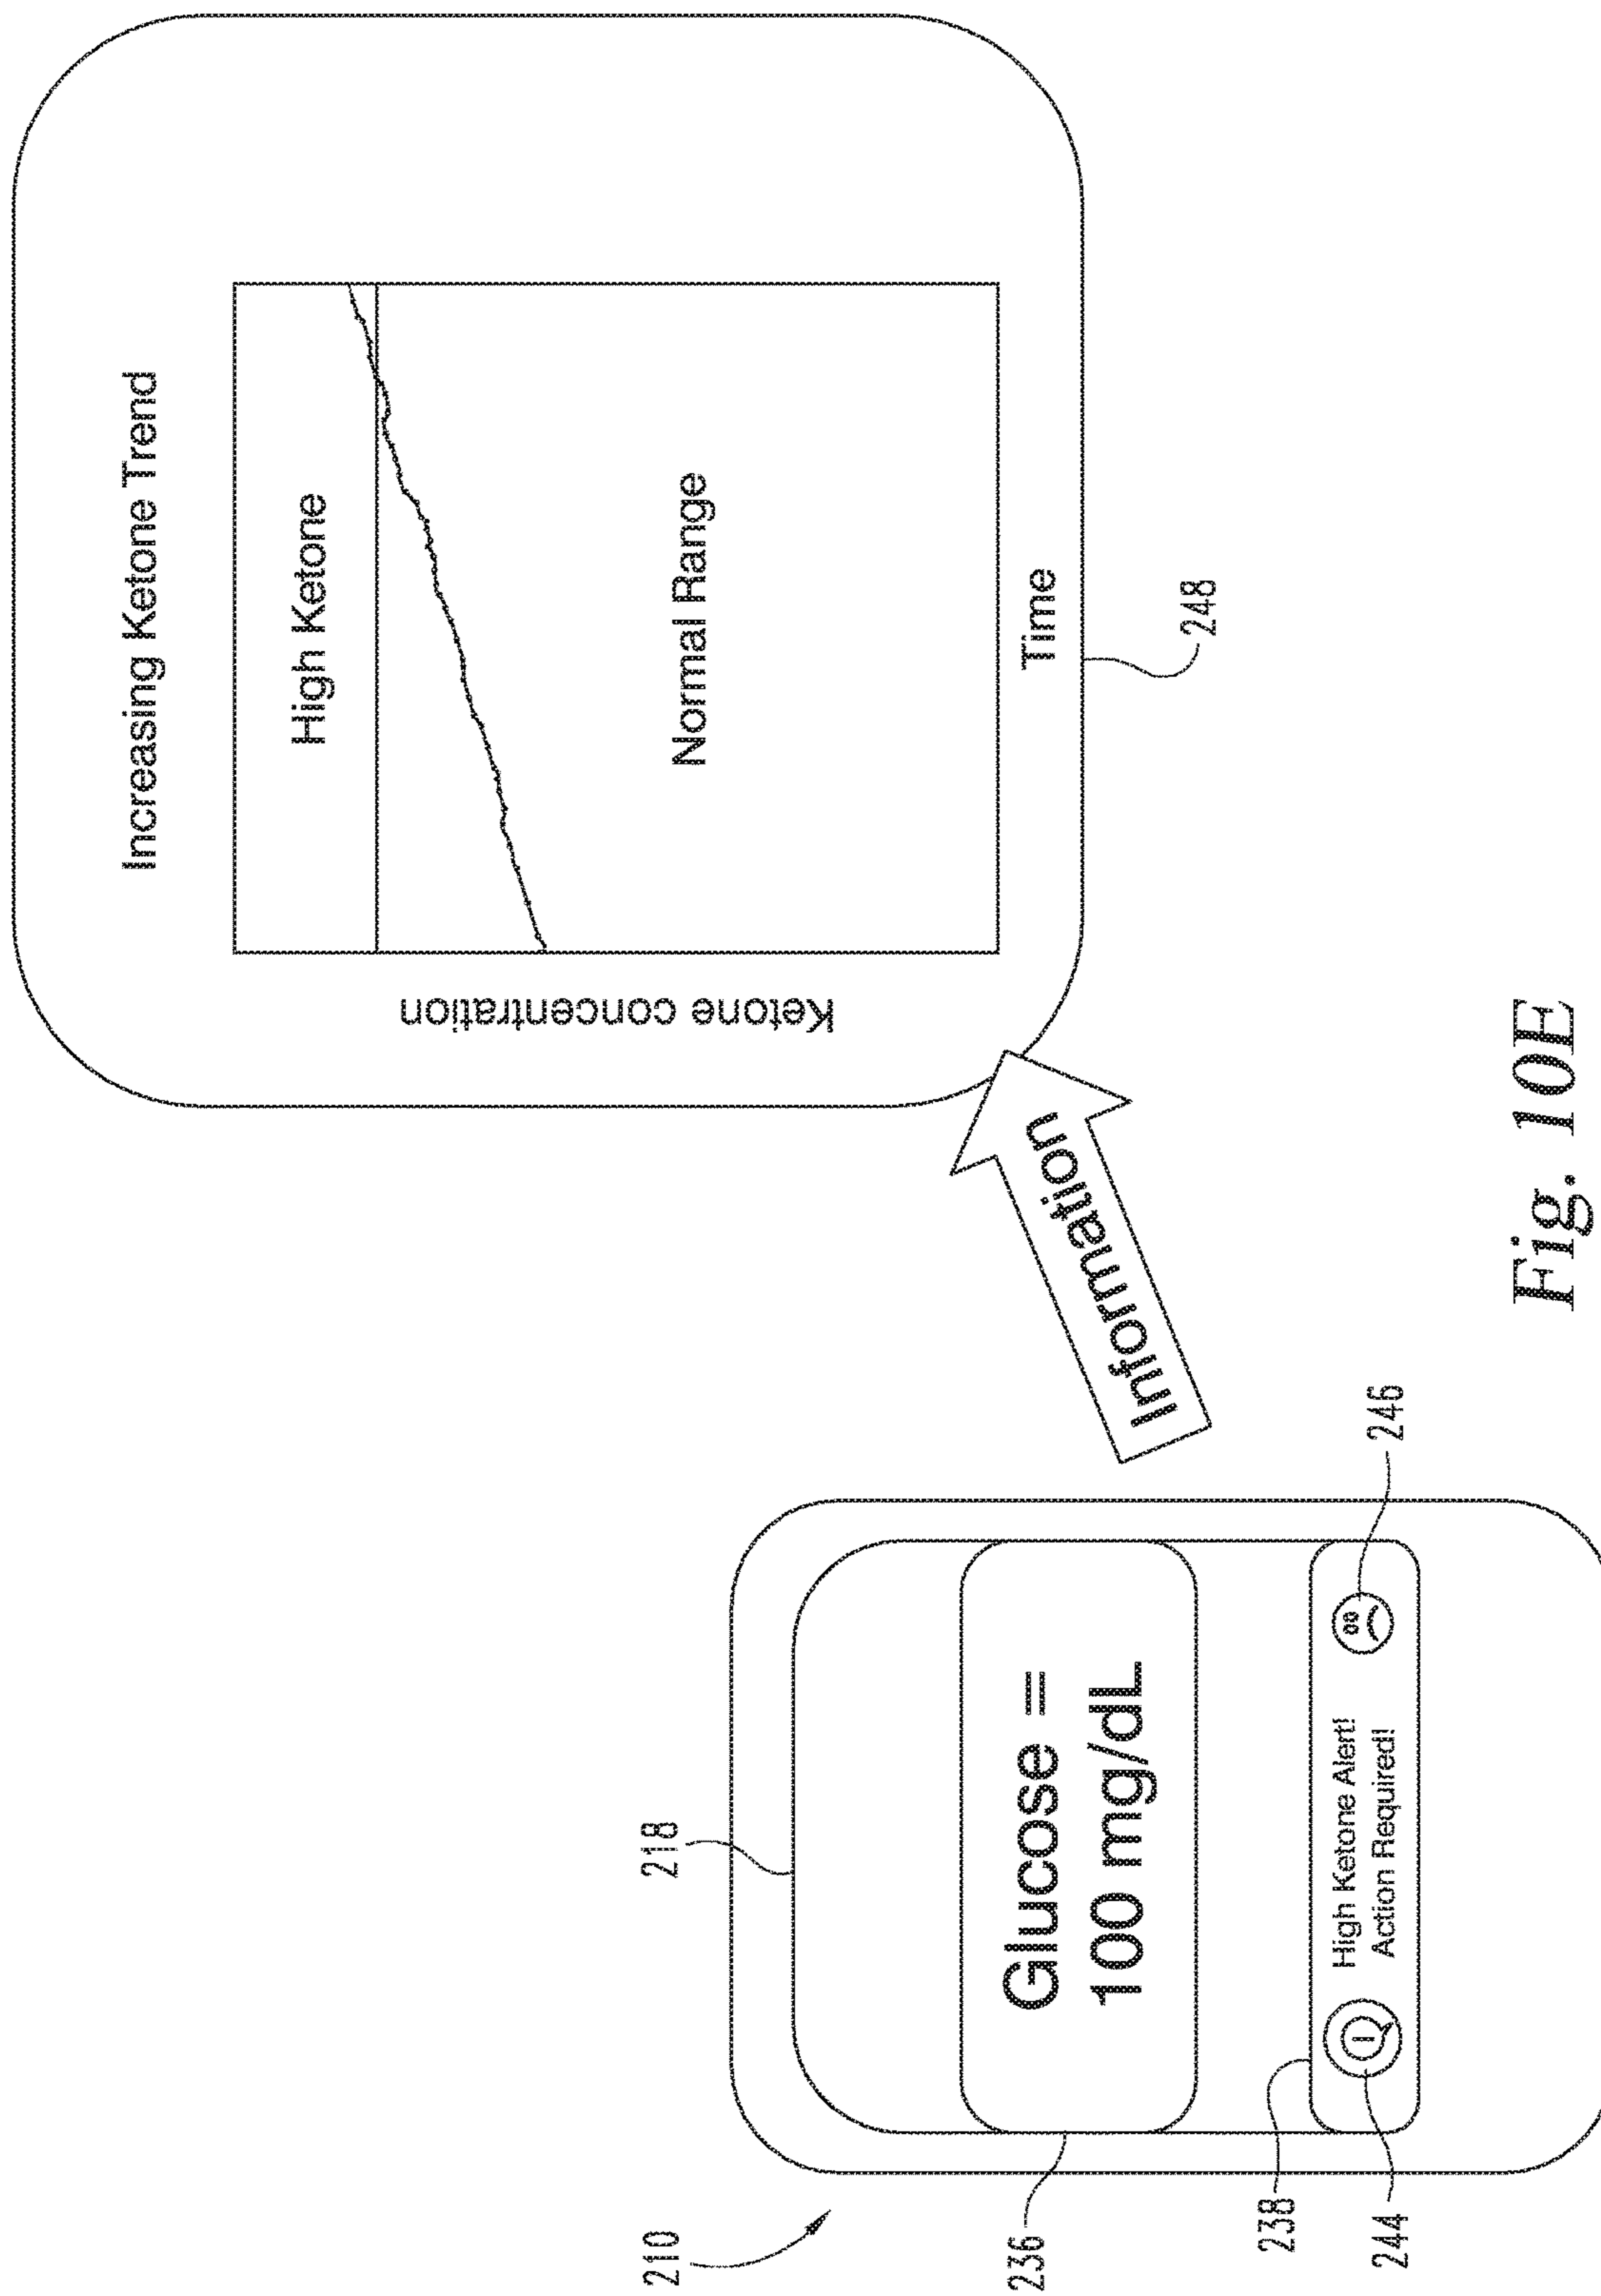 210
218
236
Glucose =
100 mg/dL
238
High Ketone Alert!
Action Required!
244
246
Information
Increasing Ketone Trend
High Ketone
Normal Range
Ketone concentration
Time
248
Fig. 10E